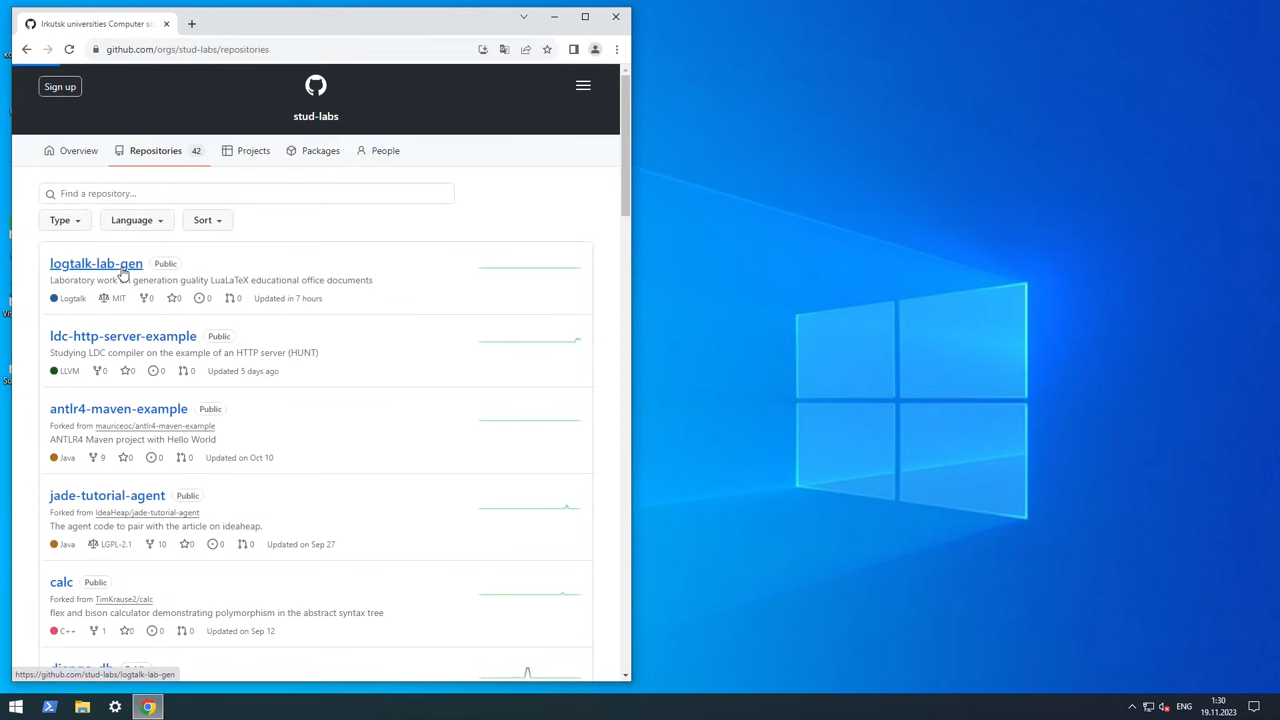 Irkutsk universities Computer sc
github.com/orgs/stud-labs/repositories
Sign up
stud-labs
Overview Repositories 42 Projects Packages People
Find a repository...
Type Language Sort
logtalk-lab-gen Public
Laboratory work generation guality LuaLaTeX educational office documents
Logtalk MIT 0 0 0 0 Updated in 7 hours
ldc-http-server-example Public
Studying LDC compiler on the example of an HTTP server (HUNT)
LLVM 0 0 0 0 Updated 5 days ago
antlr4-maven-example Public
Forked from mauriceoc/antlr4-maven-example
ANTLR4 Maven project with Hello World
Java 9 0 0 0 Updated on Oct 10
jade-tutorial-agent Public
Forked from IdeaHeap/jade-tutorial-agent
The agent code to pair with the article on ideaheap.
Java LGPL-2.1 10 0 0 0 Updated on Sep 27
calc Public
Forked from TimKrause2/calc
flex and bison calculator demonstrating polymorphism in the abstract syntax tree
C++ 1 0 0 0 Updated on Sep 12
https://github.com/stud-labs/logtalk-lab-gen
ENG
1:30
19.11.2023